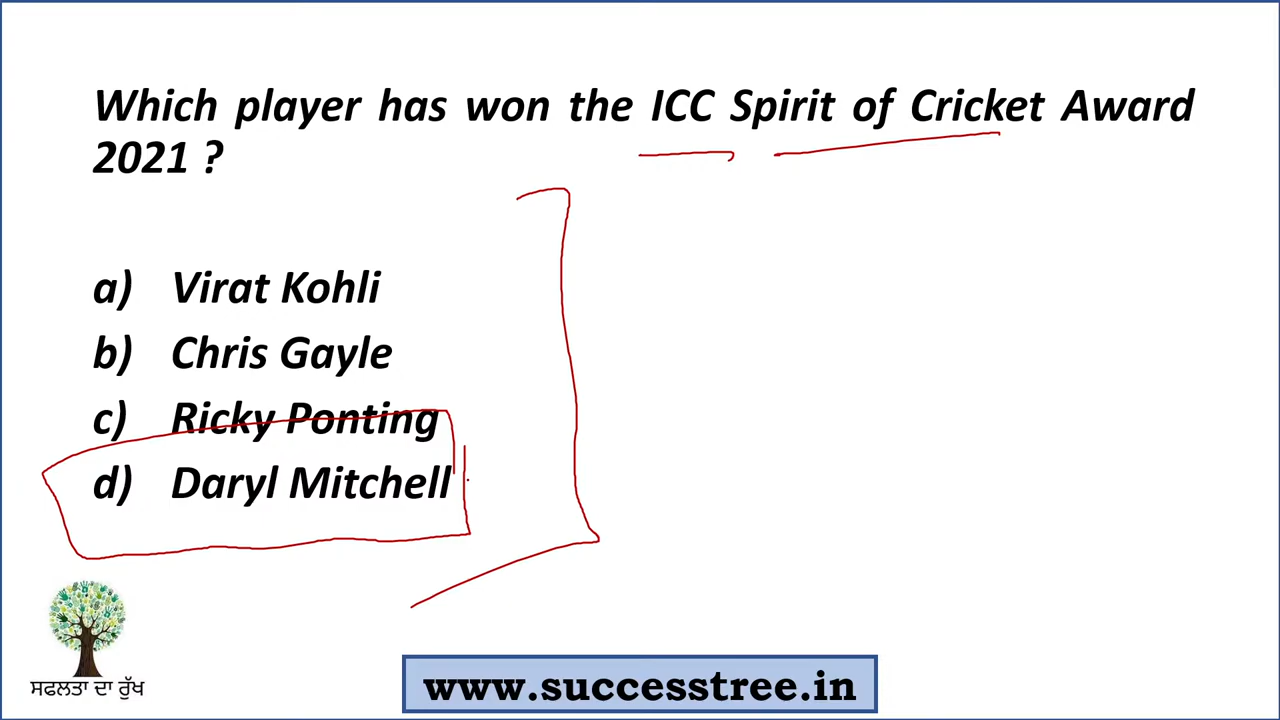 Which player has won the ICC Spirit of Cricket Award
2021 ?
a) Virat Kohli
b) Chris Gayle
c) Ricky Ponting
d) Daryl Mitchell
ਸਫਲਤਾ ਦਾ ਰੁੱਖ
www.successtree.in